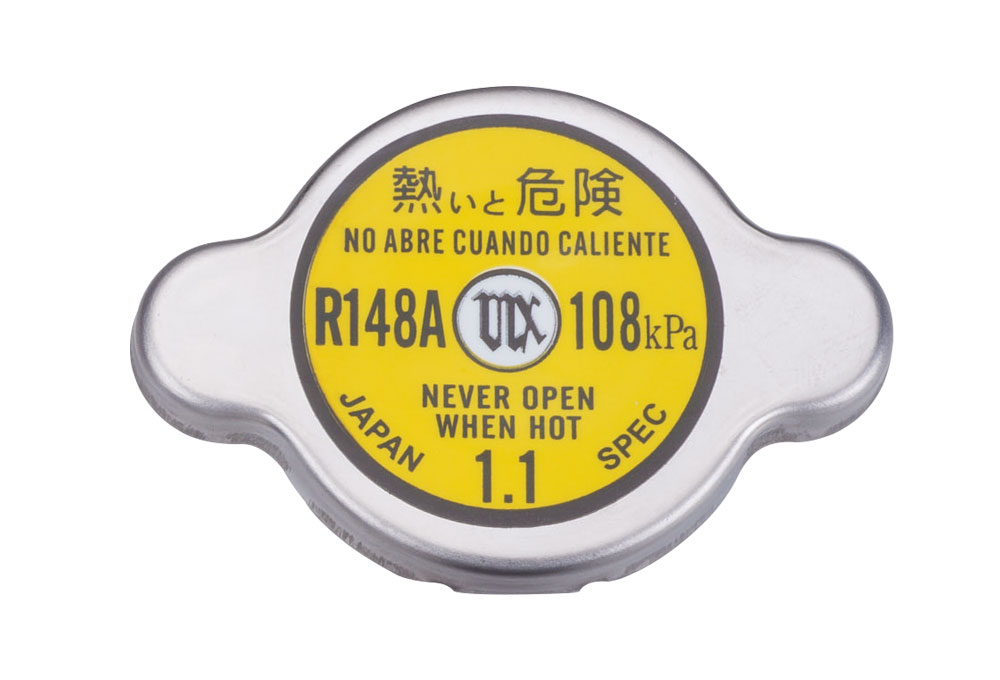 熱いと危険
NO ABRE CUANDO CALIENTE
R148A 108kPa
NEVER OPEN
WHEN HOT
JAPAN SPEC
1.1